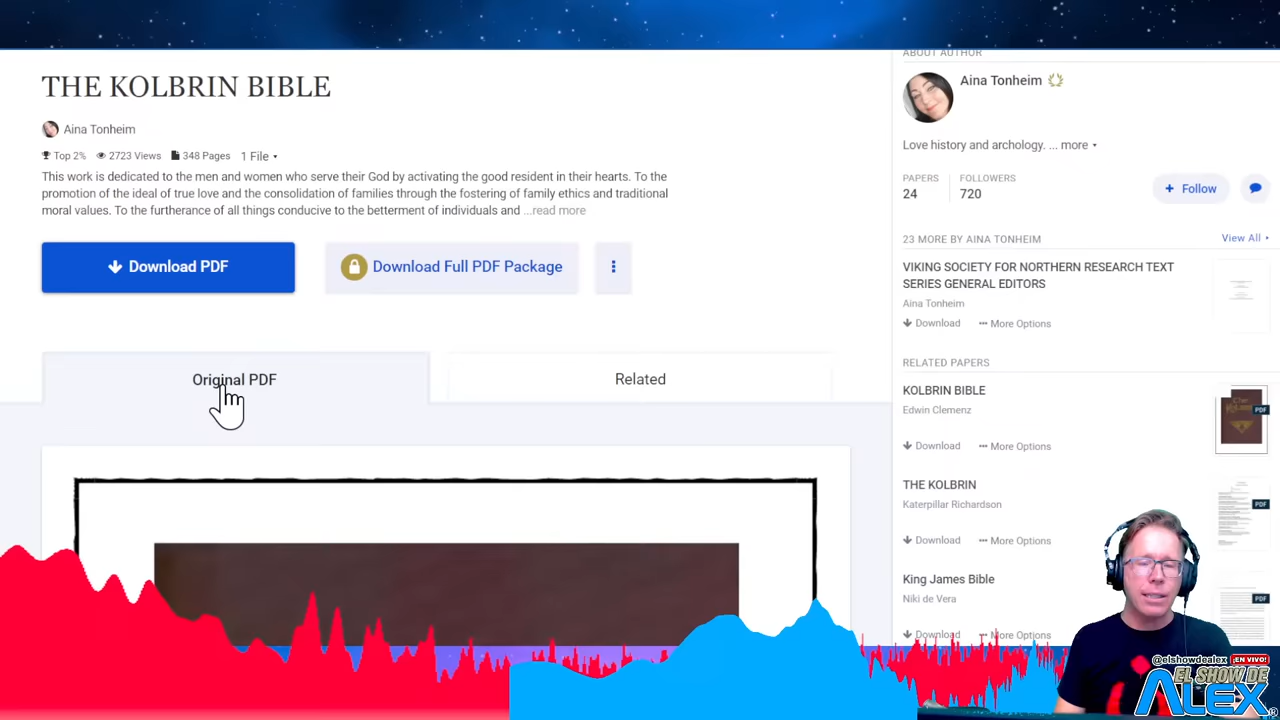 THE KOLBRIN BIBLE
Aina Tonheim
Top 2% 2723 Views 348 Pages 1 File
This work is dedicated to the men and women who serve their God by activating the good resident in their hearts. To the
promotion of the ideal of true love and the consolidation of families through the fostering of family ethics and traditional
moral values. To the furtherance of all things conducive to the betterment of individuals and ...read more
Download PDF
Download Full PDF Package
Original PDF
Related
ABOUT AUTHOR
Aina Tonheim
Love history and archology. ... more
PAPERS
24
FOLLOWERS
720
+ Follow
23 MORE BY AINA TONHEIM
View All
VIKING SOCIETY FOR NORTHERN RESEARCH TEXT
SERIES GENERAL EDITORS
Aina Tonheim
Download ••• More Options
RELATED PAPERS
KOLBRIN BIBLE
Edwin Clemenz
Download ••• More Options
PDF
THE KOLBRIN
Katerpillar Richardson
Download ••• More Options
PDF
King James Bible
Niki de Vera
Download ••• More Options
PDF
@elshowdealex ¡EN VIVO!
EL SHOW DE
ALEX